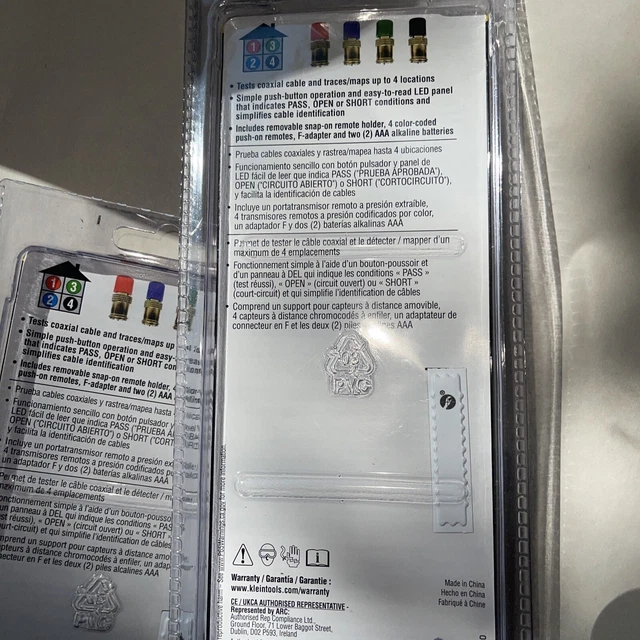 1 3
2 4
• Tests coaxial cable and traces/maps up to 4 locations
• Simple push-button operation and easy-to-read LED panel
that indicates PASS, OPEN or SHORT conditions and
simplifies cable identification
• Includes removable snap-on remote holder, 4 color-coded
push-on remotes, F-adapter and two (2) AAA alkaline batteries
• Prueba cables coaxiales y rastrea/mapea hasta 4 ubicaciones
• Funcionamiento sencillo con botón pulsador y panel de
LED fácil de leer que indica PASS ("PRUEBA APROBADA"),
OPEN ("CIRCUITO ABIERTO") o SHORT ("CORTOCIRCUITO"),
y facilita la identificación de cables
• Incluye un portatransmisor remoto a presión extraíble,
4 transmisores remotos a presión codificados por color,
un adaptador F y dos (2) baterías alcalinas AAA
• Permet de tester le câble coaxial et le détecter / mapper d'un
maximum de 4 emplacements
• Fonctionnement simple à l'aide d'un bouton-poussoir et
d'un panneau à DEL qui indique les conditions « PASS »
(test réussi), « OPEN » (circuit ouvert) ou « SHORT »
(court-circuit) et qui simplifie l'identification de câbles
• Comprend un support pour capteurs à distance amovible,
4 capteurs à distance chromocodés à enfiler, un adaptateur de
connecteur en F et les deux (2) piles alcalines AAA
03
PVC
Warranty / Garantía / Garantie :
www.kleintools.com/warranty
CE / UKCA AUTHORISED REPRESENTATIVE -
Represented by ARC:
Authorised Rep Compliance Ltd.,
Ground Floor, 71 Lower Baggot Street,
Dublin, D02 P593, Ireland
Made in China
Hecho en China
Fabriqué à Chine
1 3
2 4
• Tests coaxial cable and traces/maps up
• Simple push-button operation and easy-
that indicates PASS, OPEN or SHORT con
simplifies cable identification
• Includes removable snap-on remote holder,
push-on remotes, F-adapter and two (2) AAA
Prueba cables coaxiales y rastrea/mapea hasta
Funcionamiento sencillo con botón pulsador y
LED fácil de leer que indica PASS ("PRUEBA
OPEN ("CIRCUITO ABIERTO") o SHORT ("CORT
y facilita la identificación de cables
Incluye un portatransmisor remoto a presión
4 transmisores remotos a presión codificados
un adaptador F y dos (2) baterías alcalinas AAA
Permet de tester le câble coaxial et le détecter / m
maximum de 4 emplacements
onctionnement simple à l'aide d'un bouton-pousso
un panneau à DEL qui indique les conditions « PAS
est réussi), « OPEN » (circuit ouvert) ou « SHORT
ourt-circuit) et qui simplifie l'identification de câble
mprend un support pour capteurs à distance amo
apteurs à distance chromocodés à enfiler, un adapt
necteur en F et les deux (2) piles alcalines AAA
PVC